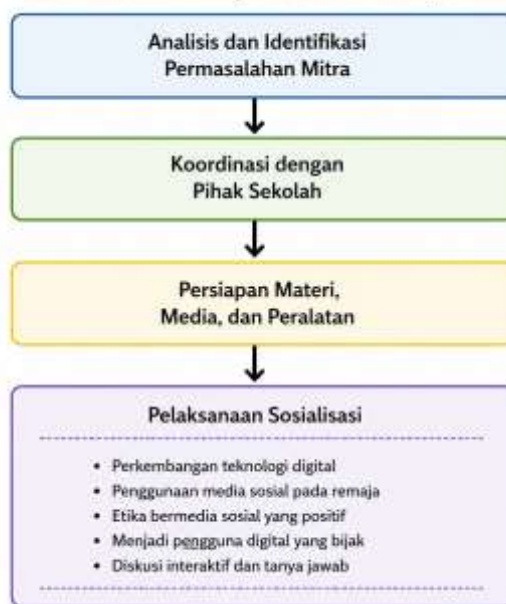 Analisis dan Identifikasi
Permasalahan Mitra
Koordinasi dengan
Pihak Sekolah
Persiapan Materi,
Media, dan Peralatan
Pelaksanaan Sosialisasi
• Perkembangan teknologi digital
• Penggunaan media sosial pada remaja
• Etika bermedia sosial yang positif
• Menjadi pengguna digital yang bijak
• Diskusi interaktif dan tanya jawab